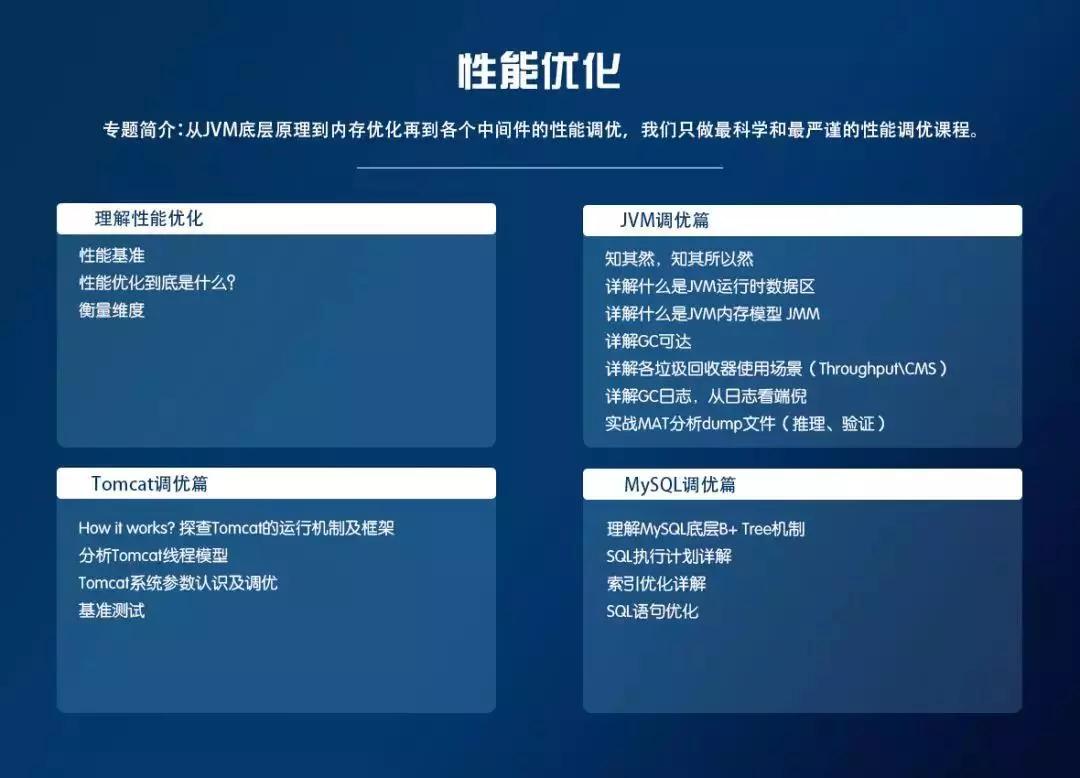 性能优化
专题简介：从JVM底层原理到内存优化再到各个中间件的性能调优，我们只做最科学和最严谨的性能调优课程。
理解性能优化
性能基准
性能优化到底是什么？
衡量维度
JVM调优篇
知其然，知其所以然
详解什么是JVM运行时数据区
详解什么是JVM内存模型 JMM
详解GC可达
详解各垃圾回收器使用场景（Throughput\CMS）
详解GC日志，从日志看端倪
实战MAT分析dump文件（推理、验证）
Tomcat调优篇
How it works? 探查Tomcat的运行机制及框架
分析Tomcat线程模型
Tomcat系统参数认识及调优
基准测试
MySQL调优篇
理解MySQL底层B+ Tree机制
SQL执行计划详解
索引优化详解
SQL语句优化